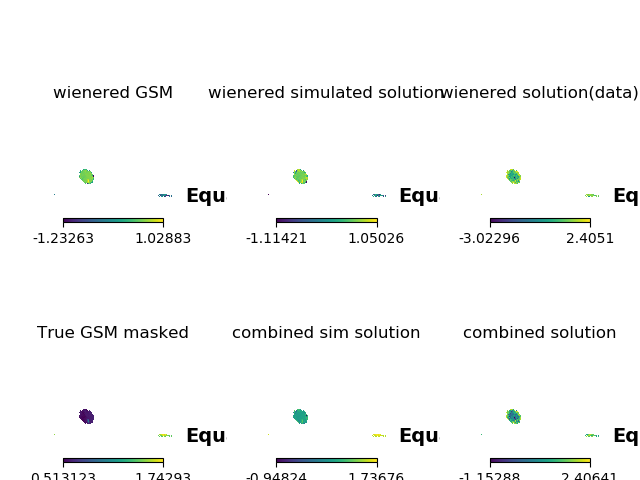 wienered GSM
wienered simulated solution
wienered solution(data)
Equ
Equ
Eq
-1.23263 1.02883
-1.11421 1.05026
-3.02296 2.4051
True GSM masked
combined sim solution
combined solution
Equ
Equ
Eq
0.513123 1.74293
-0.94824 1.73676
-1.15288 2.40641